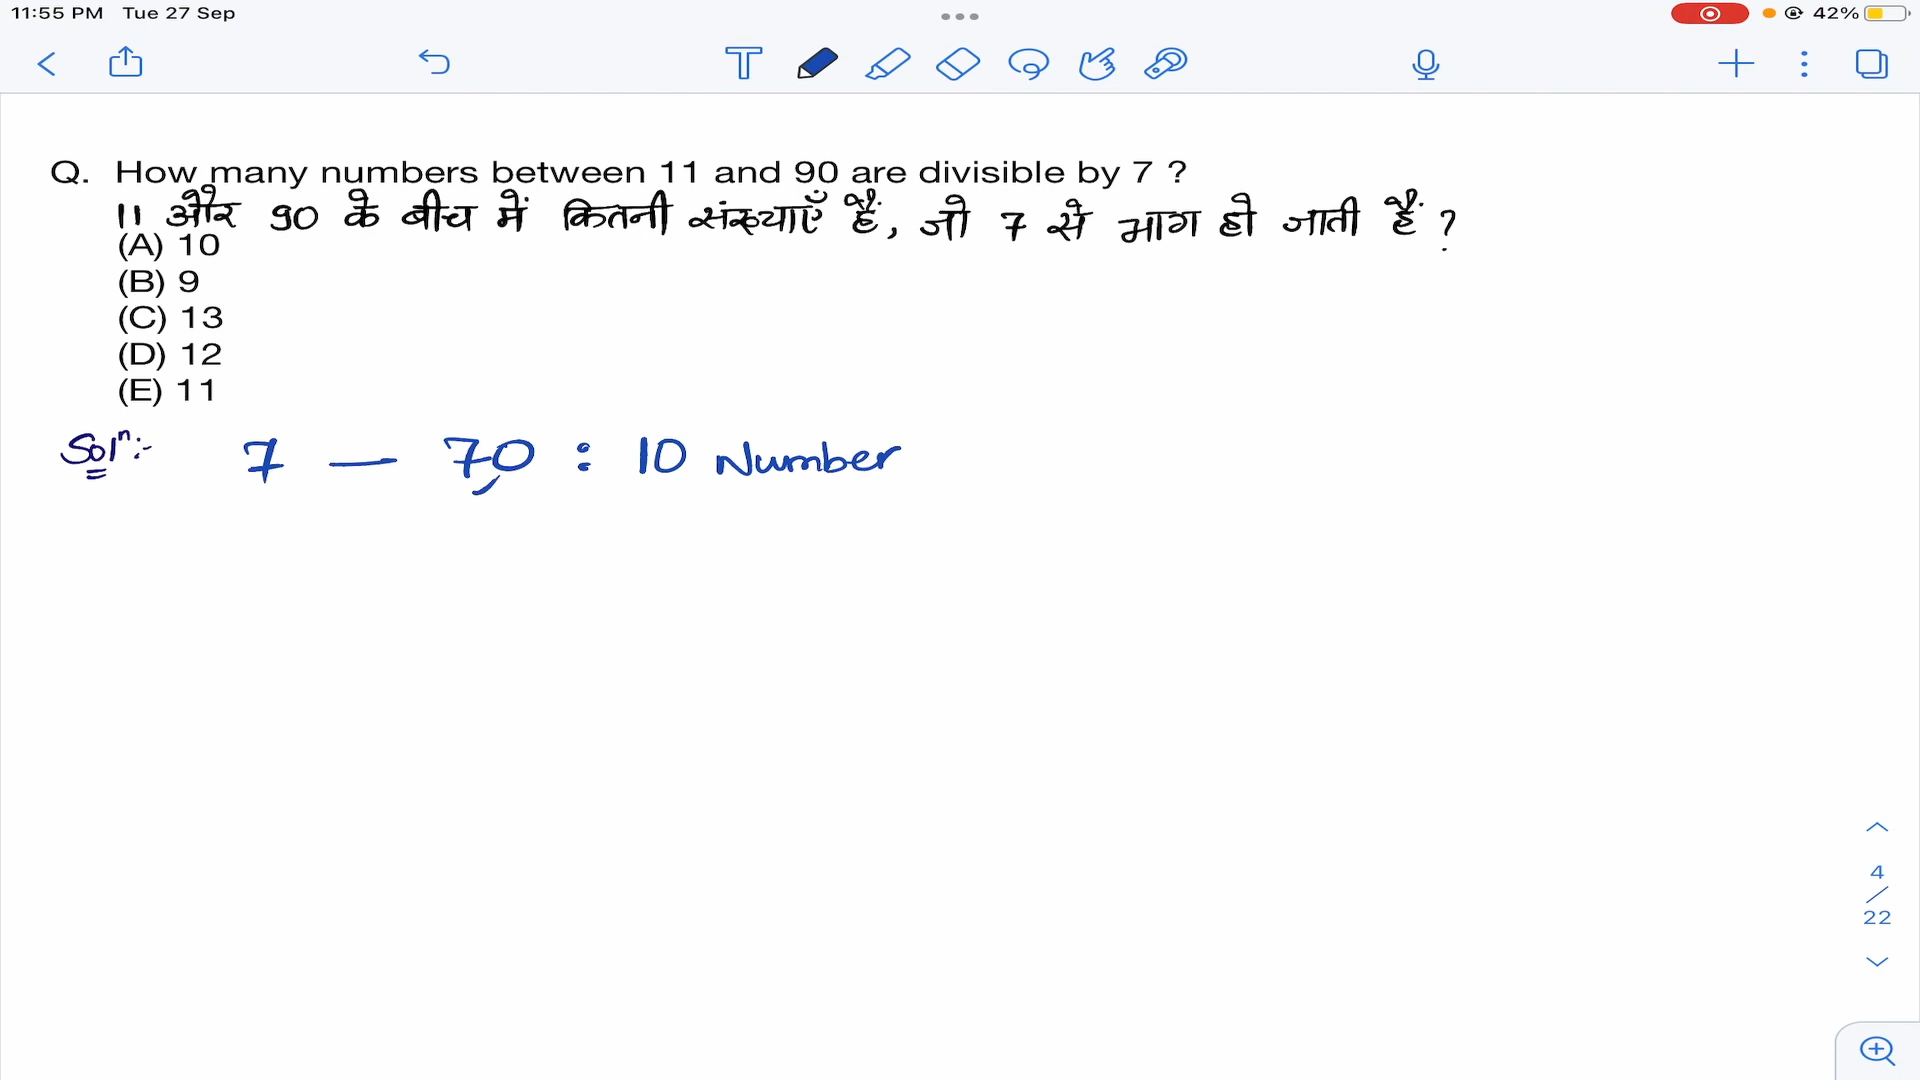 11:55 PM Tue 27 Sep
42%
T
Q. How many numbers between 11 and 90 are divisible by 7 ?
11 और 90 के बीच में कितनी संख्याएँ हैं, जो 7 से भाग हो जाती हैं ?
(A) 10
(B) 9
(C) 13
(D) 12
(E) 11
Solⁿ:- 7 — 70 : 10 Number
4
/
22